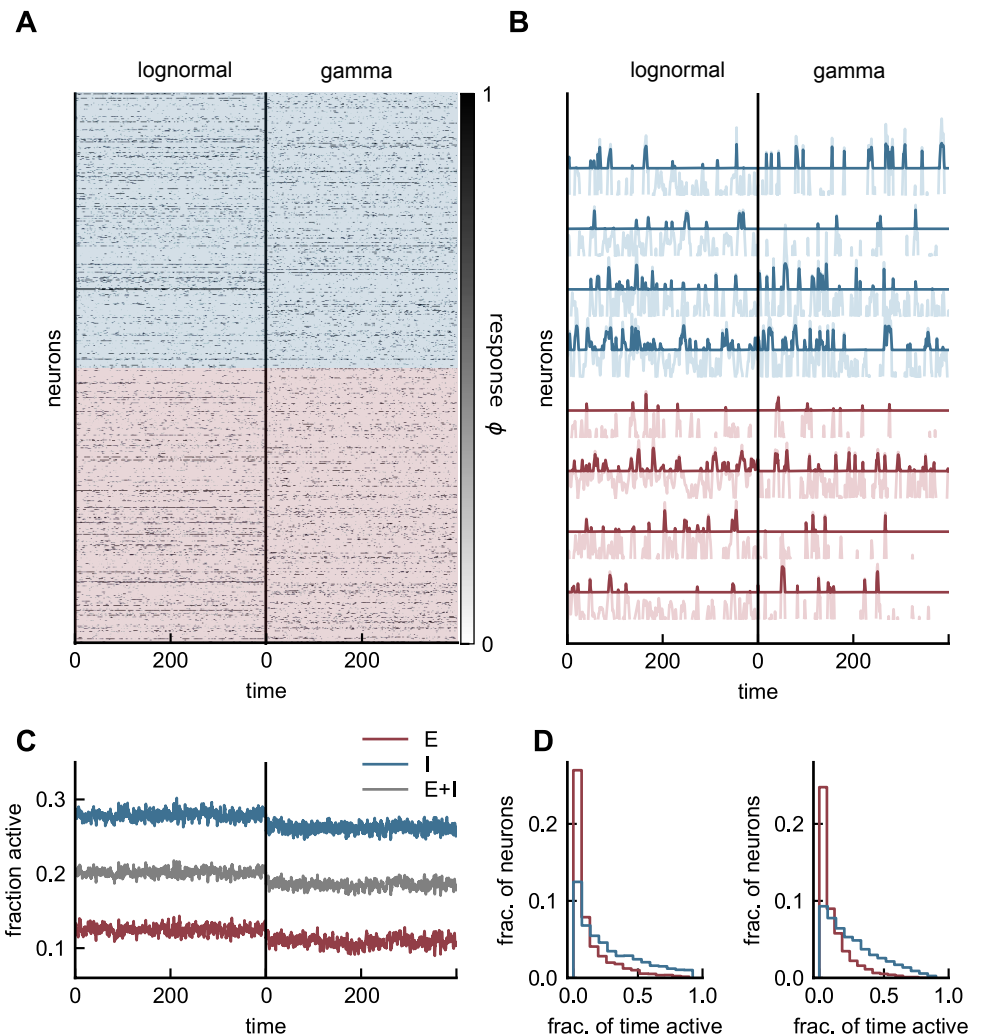 A
B
lognormal gamma
lognormal gamma
neurons
1
response ϕ
0
0 200 0 200
time
neurons
0 200 0 200
time
C
E
I
E+I
fraction active
0.3
0.2
0.1
0 200 0 200
time
D
frac. of neurons
0.2
0.1
0.0
0.0 0.5 1.0
frac. of time active
frac. of neurons
0.2
0.1
0.0
0.0 0.5 1.0
frac. of time active